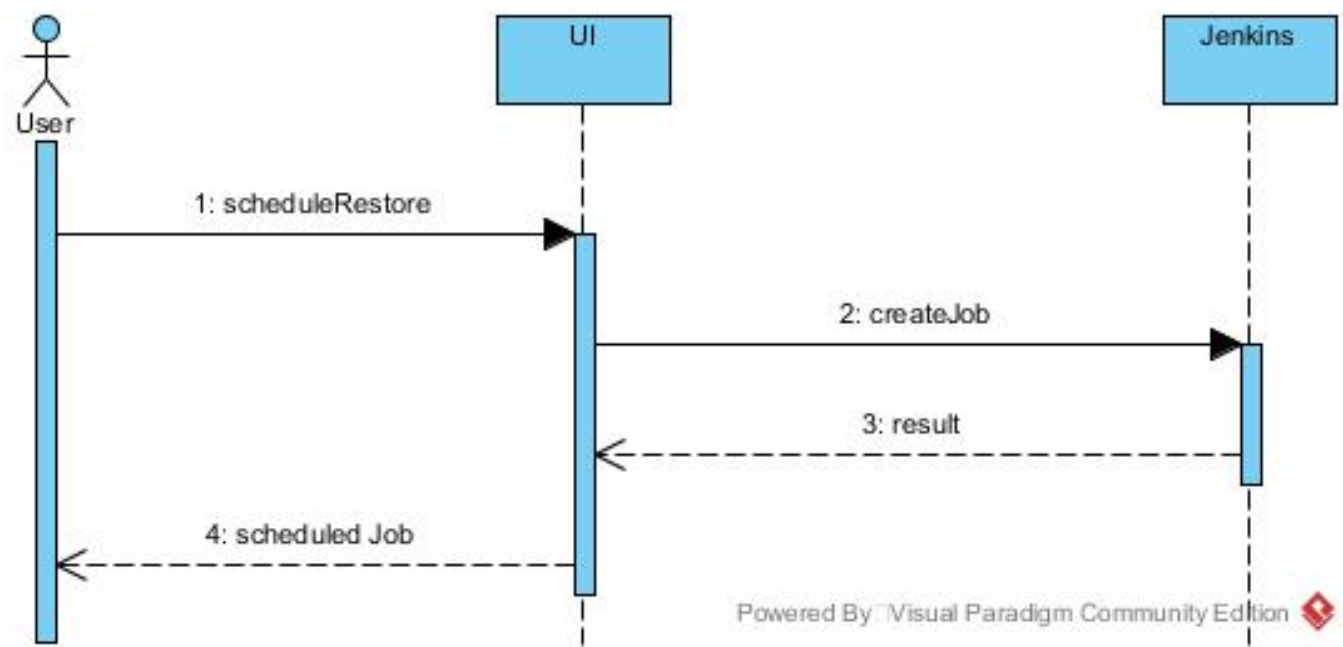 UI
Jenkins
User
1: scheduleRestore
2: createJob
3: result
4: scheduled Job
Powered By Visual Paradigm Community Edition